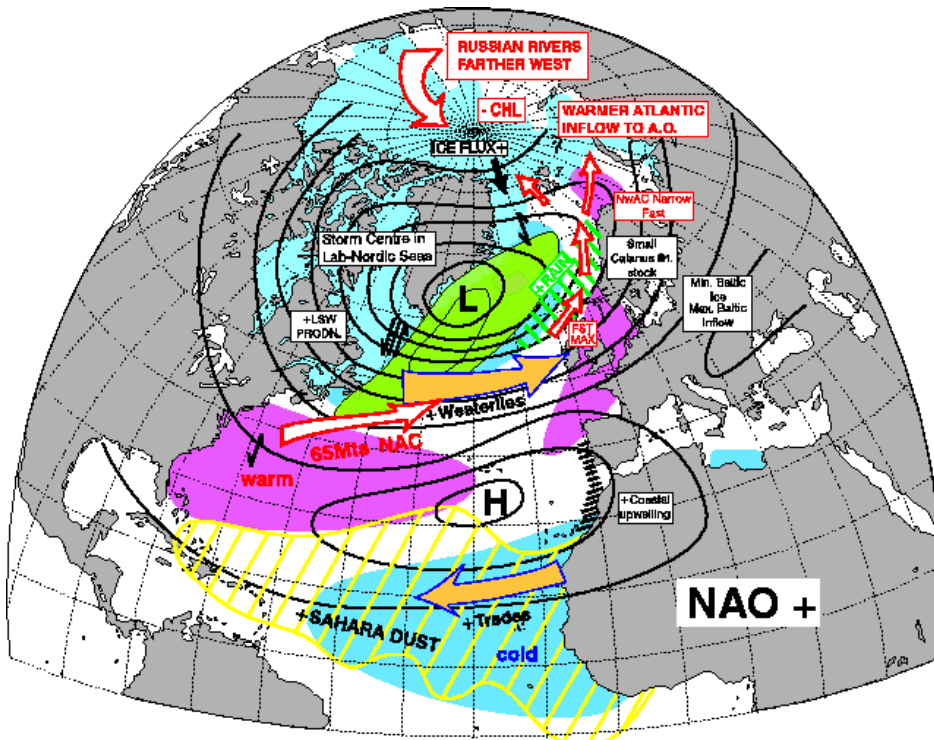 RUSSIAN RIVERS
FARTHER WEST
- CHL
WARMER ATLANTIC
INFLOW TO A.O.
ICE FLUX+
NwAC Narrow
Fast
Storm Centre in
Lab-Nordic Seas
+ RAIN
Small
Calanus fin.
stock
Min. Baltic
Ice
Max. Baltic
Inflow
L
+LSW
PRODN.
FST
MAX
+Westerlies
65Mts NAC
warm
H
+Coastal
upwelling
NAO +
+SAHARA DUST
+Trades
cold